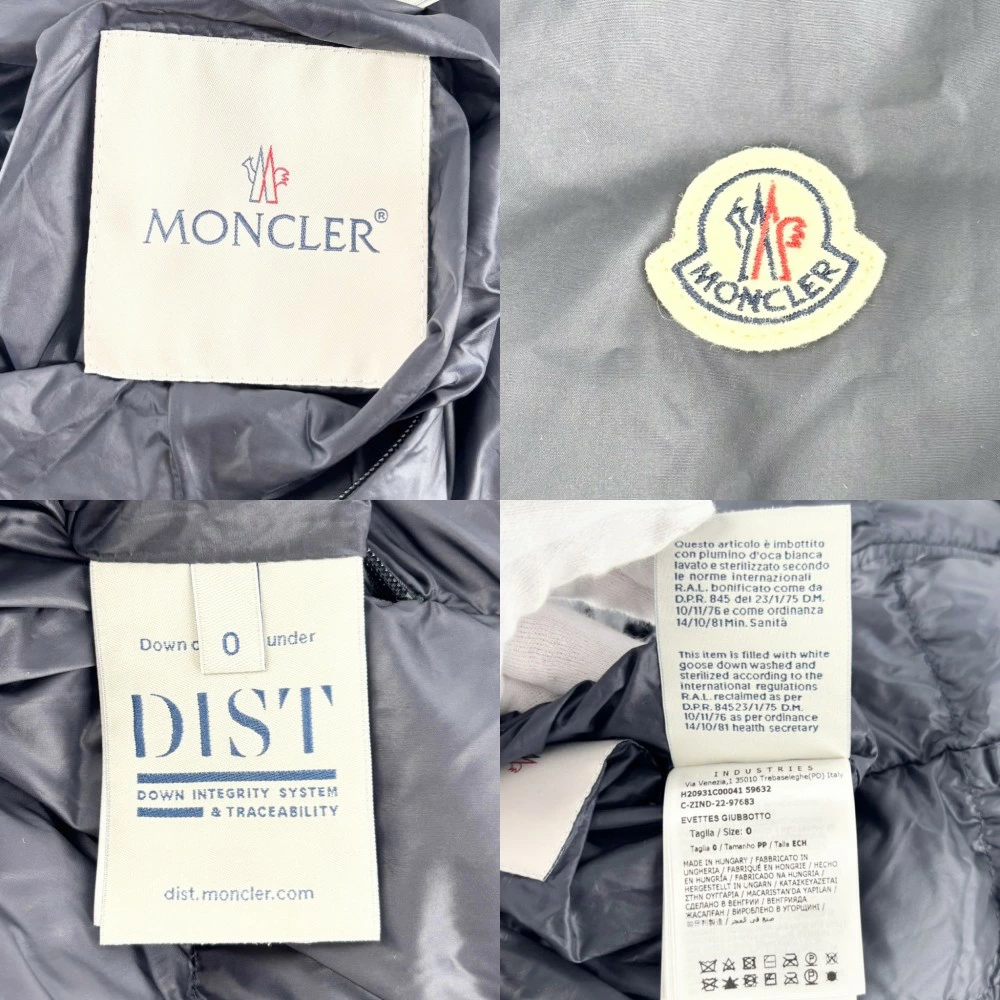 MONCLER®
MONCLER
Down under
0
DIST
DOWN INTEGRITY SYSTEM
& TRACEABILITY
dist.moncler.com
Questo articolo è imbottito
con piumino d'oca bianca
lavato e sterilizzato secondo
le norme internazionali
R.A.L. bonificato come da
D.P.R. 845 del 23/1/75 D.M.
10/11/76 e come ordinanza
14/10/81 Min. Sanità
This item is filled with white
goose down washed and
sterilized according to the
international regulations
R.A.L. reclaimed as per
D.P.R. 84523/1/75 D.M.
10/11/76 as per ordinance
14/10/81 health secretary
INDUSTRIES
Via Venezia,1 35010 Trebaseleghe(PD) Italy
H20931C00041 59632
C-ZIND-22-97683
EVETTES GIUBBOTTO
Taglia / Size: 0
Taglia 0 / Tamanho PP / Talla ECH
MADE IN HUNGARY / FABBRICATO IN
UNGHERIA / FABRIQUÉ EN HONGRIE / HECHO
EN HUNGRÍA / FABRICADO NA HUNGRIA /
HERGESTELLT IN UNGARN / ΚΑΤΑΣΚΕΥΑΖΕΤΑΙ
ΣΤΗΝ ΟΥΓΓΑΡΙΑ / MACARISTAN'DA YAPILAN /
СДЕЛАНО В ВЕНГРИИ / ВЕНГРИЯДА
ЖАСАЛҒАН / ВИРОБЛЕНО В УГОРЩИНІ /
صنع في المجر